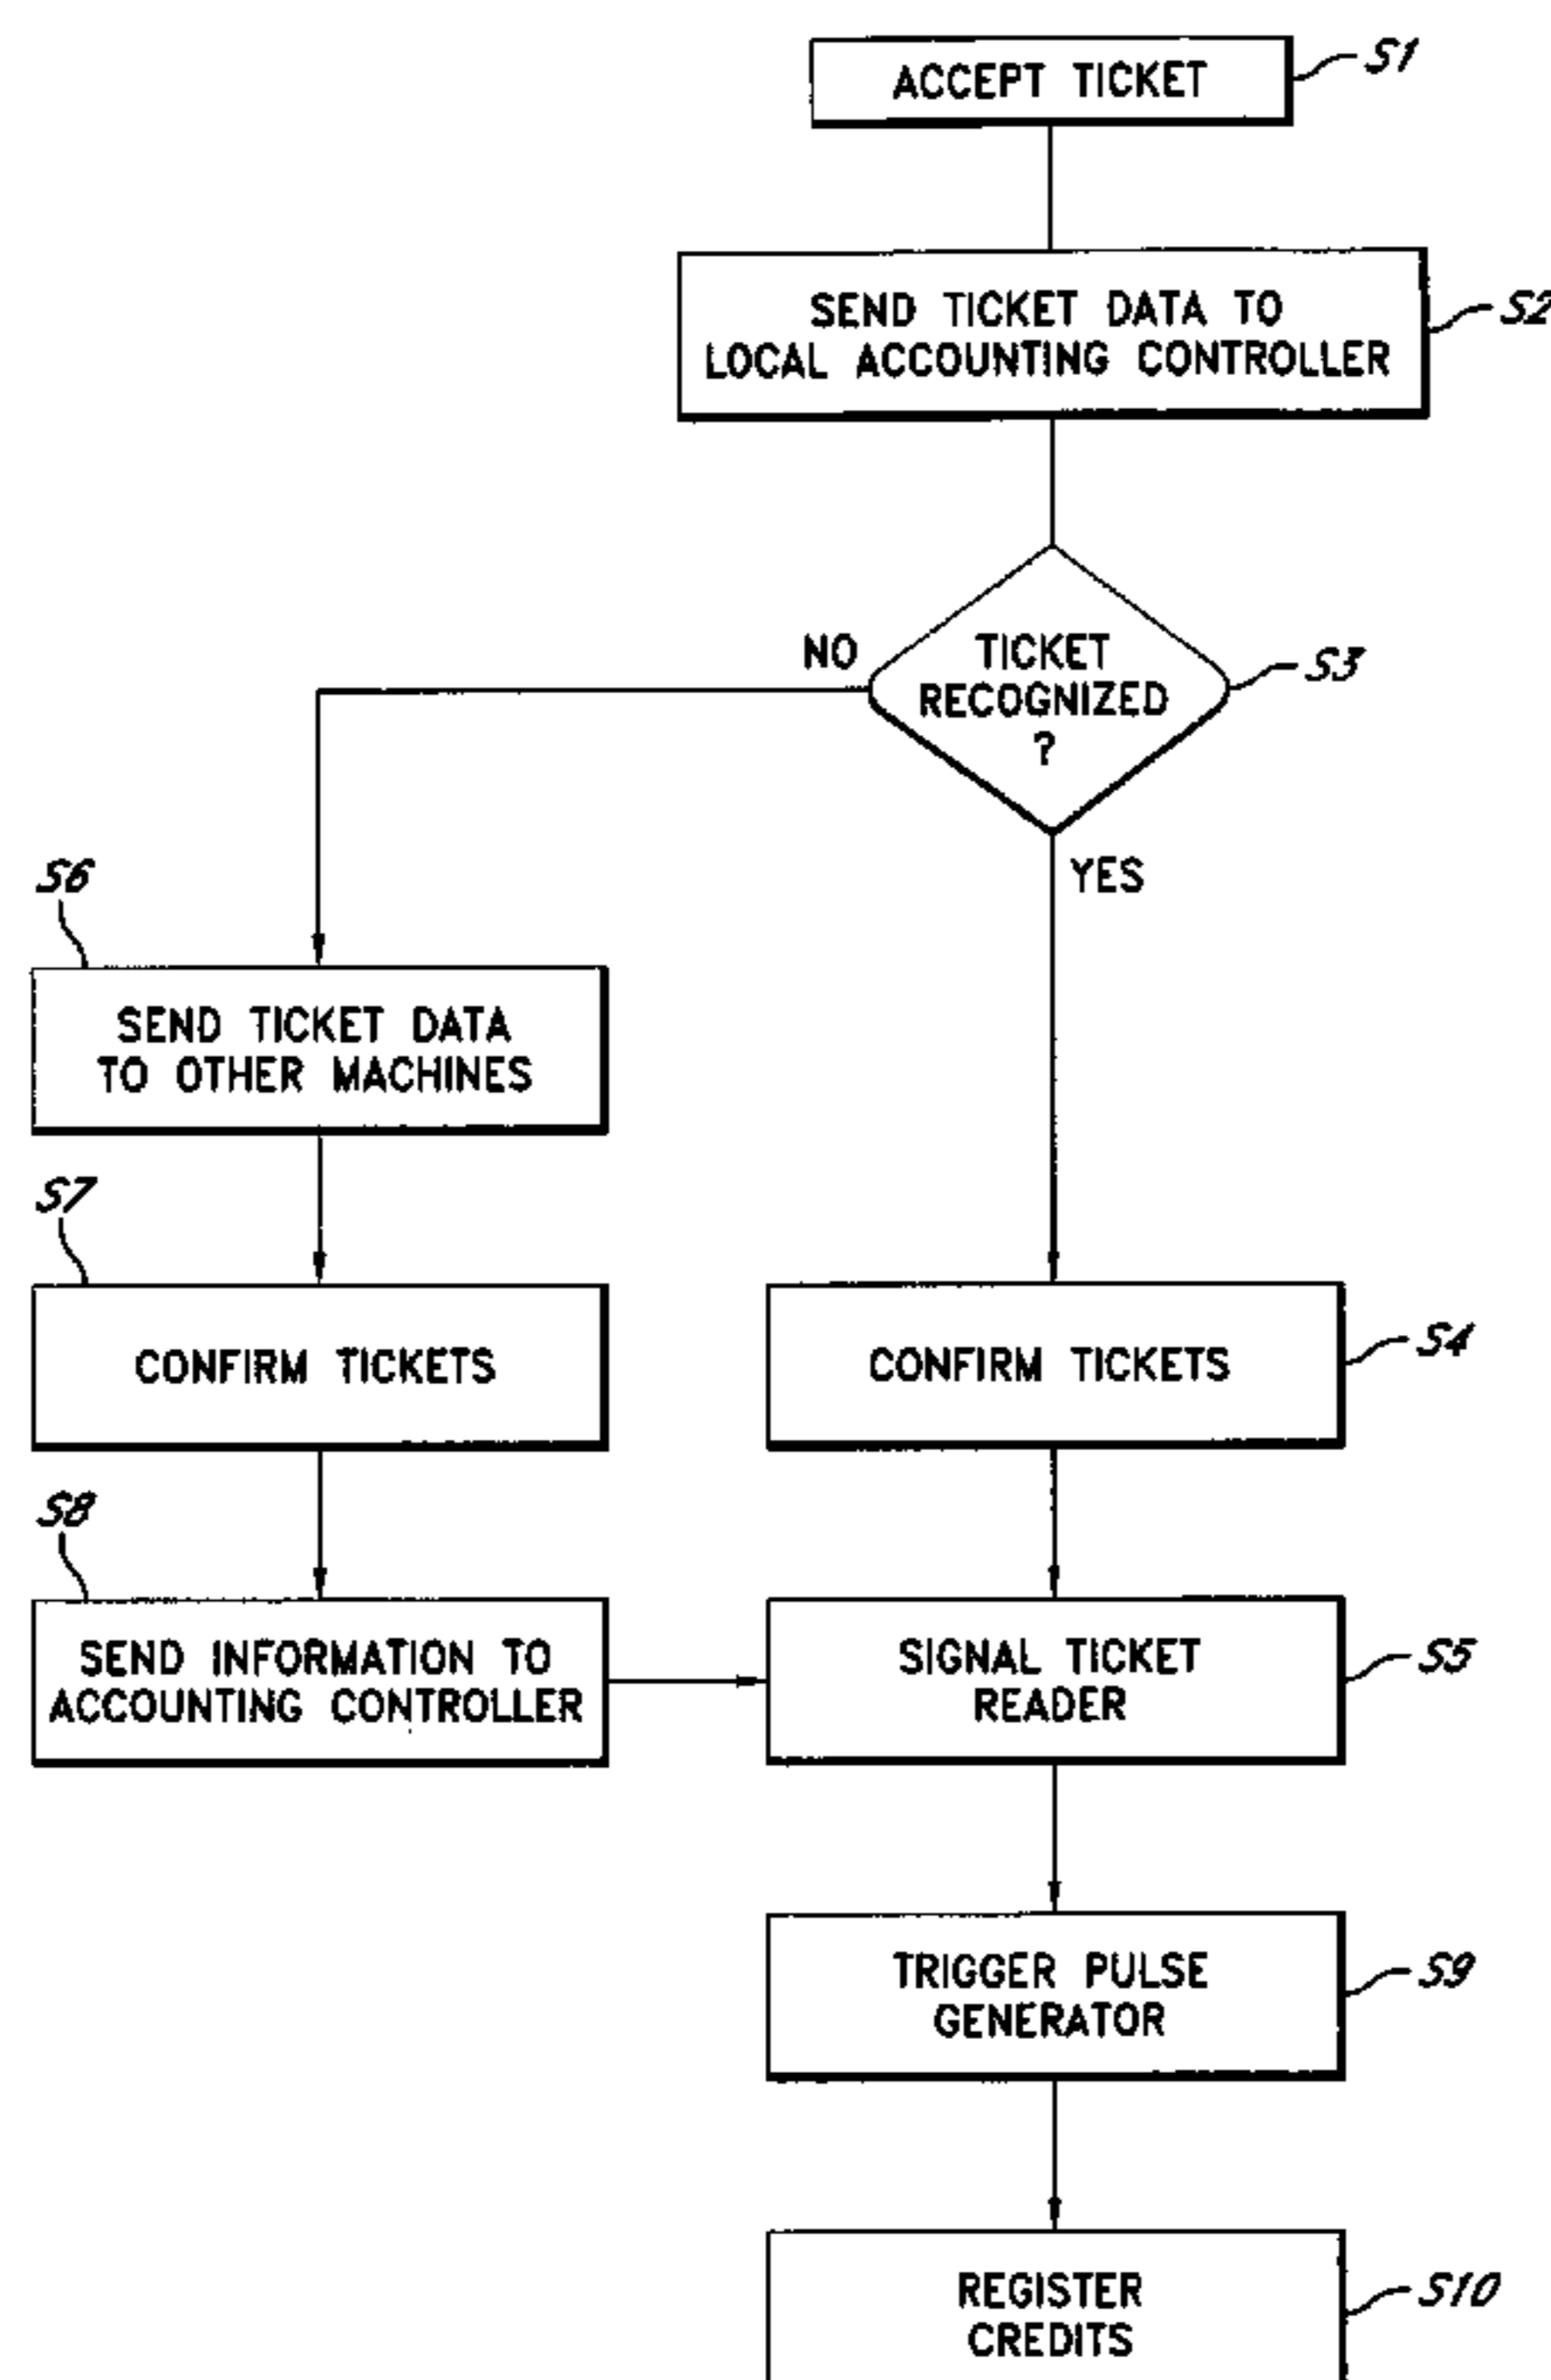 ACCEPT TICKET
S1
SEND TICKET DATA TO
LOCAL ACCOUNTING CONTROLLER
S2
NO
TICKET
RECOGNIZED
?
S3
YES
S6
SEND TICKET DATA
TO OTHER MACHINES
S7
CONFIRM TICKETS
CONFIRM TICKETS
S4
S8
SEND INFORMATION TO
ACCOUNTING CONTROLLER
SIGNAL TICKET
READER
S5
TRIGGER PULSE
GENERATOR
S9
REGISTER
CREDITS
S10